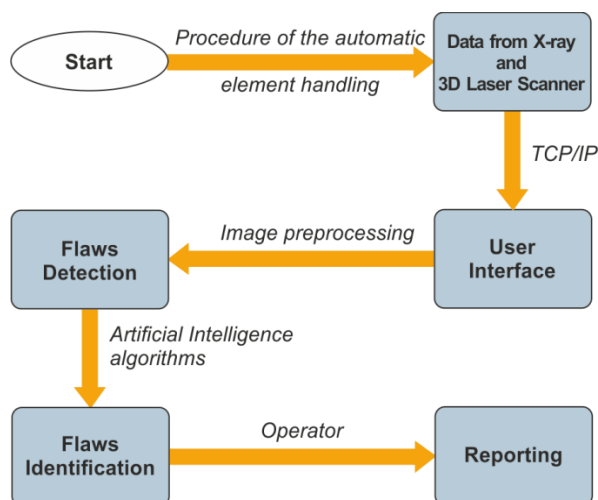 Start
Procedure of the automatic
element handling
Data from X-ray
and
3D Laser Scanner
TCP/IP
User
Interface
Image preprocessing
Flaws
Detection
Artificial Intelligence
algorithms
Flaws
Identification
Operator
Reporting